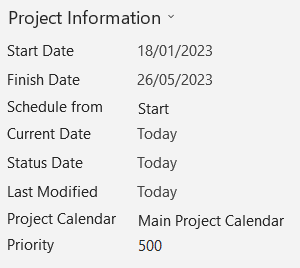 Project Information
Start Date 18/01/2023
Finish Date 26/05/2023
Schedule from Start
Current Date Today
Status Date Today
Last Modified Today
Project Calendar Main Project Calendar
Priority 500